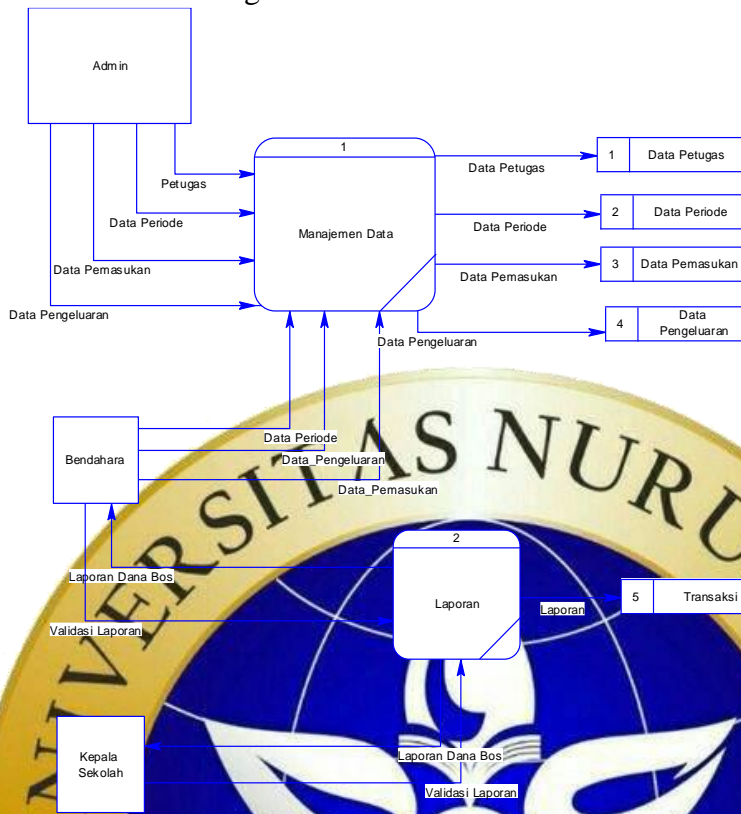 Admin
1
Manajemen Data
Petugas
Data Periode
Data Pemasukan
Data Pengeluaran
Data Petugas
Data Periode
Data Pemasukan
Data Pengeluaran
1 Data Petugas
2 Data Periode
3 Data Pemasukan
4 Data
Pengeluaran
Bendahara
Data Periode
Data_Pengeluaran
Data_Pemasukan
Laporan Dana Bos
Validasi Laporan
2
Laporan
Laporan
5 Transaksi
Kepala
Sekolah
Laporan Dana Bos
Validasi Laporan
NIVERSITAS NURU